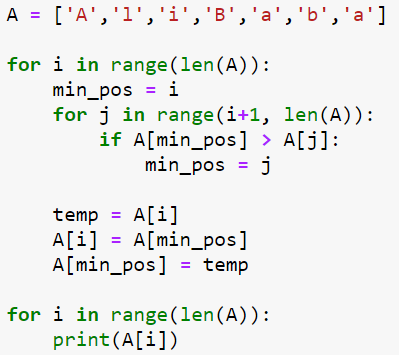 A = ['A','l','i','B','a','b','a']
for i in range(len(A)):
    min_pos = i
    for j in range(i+1, len(A)):
        if A[min_pos] > A[j]:
            min_pos = j
    temp = A[i]
    A[i] = A[min_pos]
    A[min_pos] = temp
for i in range(len(A)):
    print(A[i])